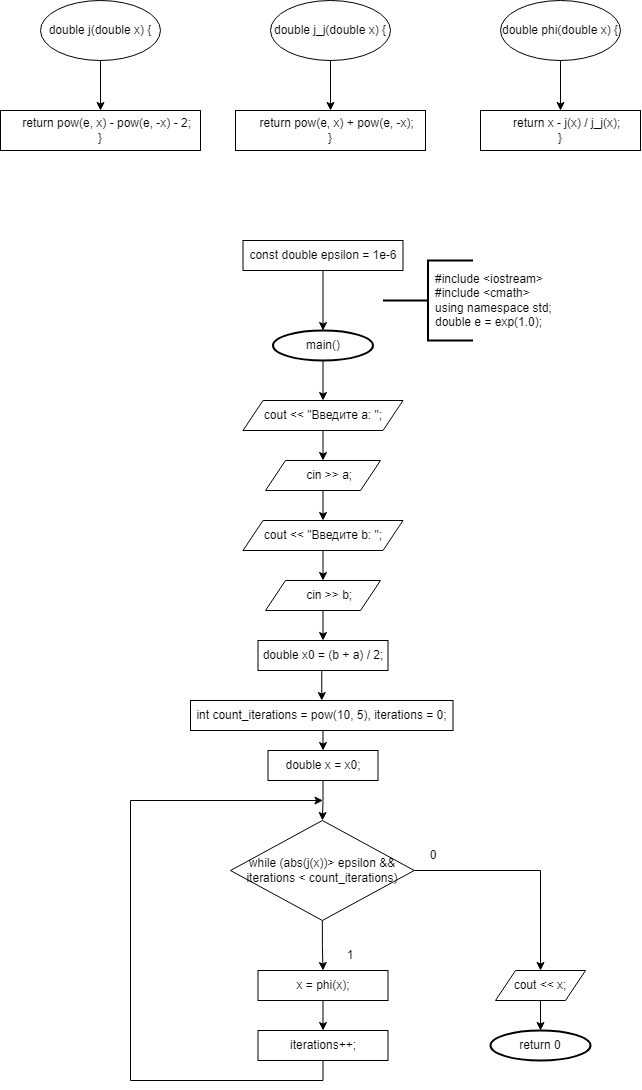 double j(double x) {
double j_j(double x) {
double phi(double x) {
return pow(e, x) - pow(e, -x) - 2;
}
return pow(e, x) + pow(e, -x);
}
return x - j(x) / j_j(x);
}
const double epsilon = 1e-6
#include <iostream>
#include <cmath>
using namespace std;
double e = exp(1.0);
main()
cout << "Введите a: ";
cin >> a;
cout << "Введите b: ";
cin >> b;
double x0 = (b + a) / 2;
int count_iterations = pow(10, 5), iterations = 0;
double x = x0;
while (abs(j(x))> epsilon &&
iterations < count_iterations)
0
1
x = phi(x);
cout << x;
iterations++;
return 0